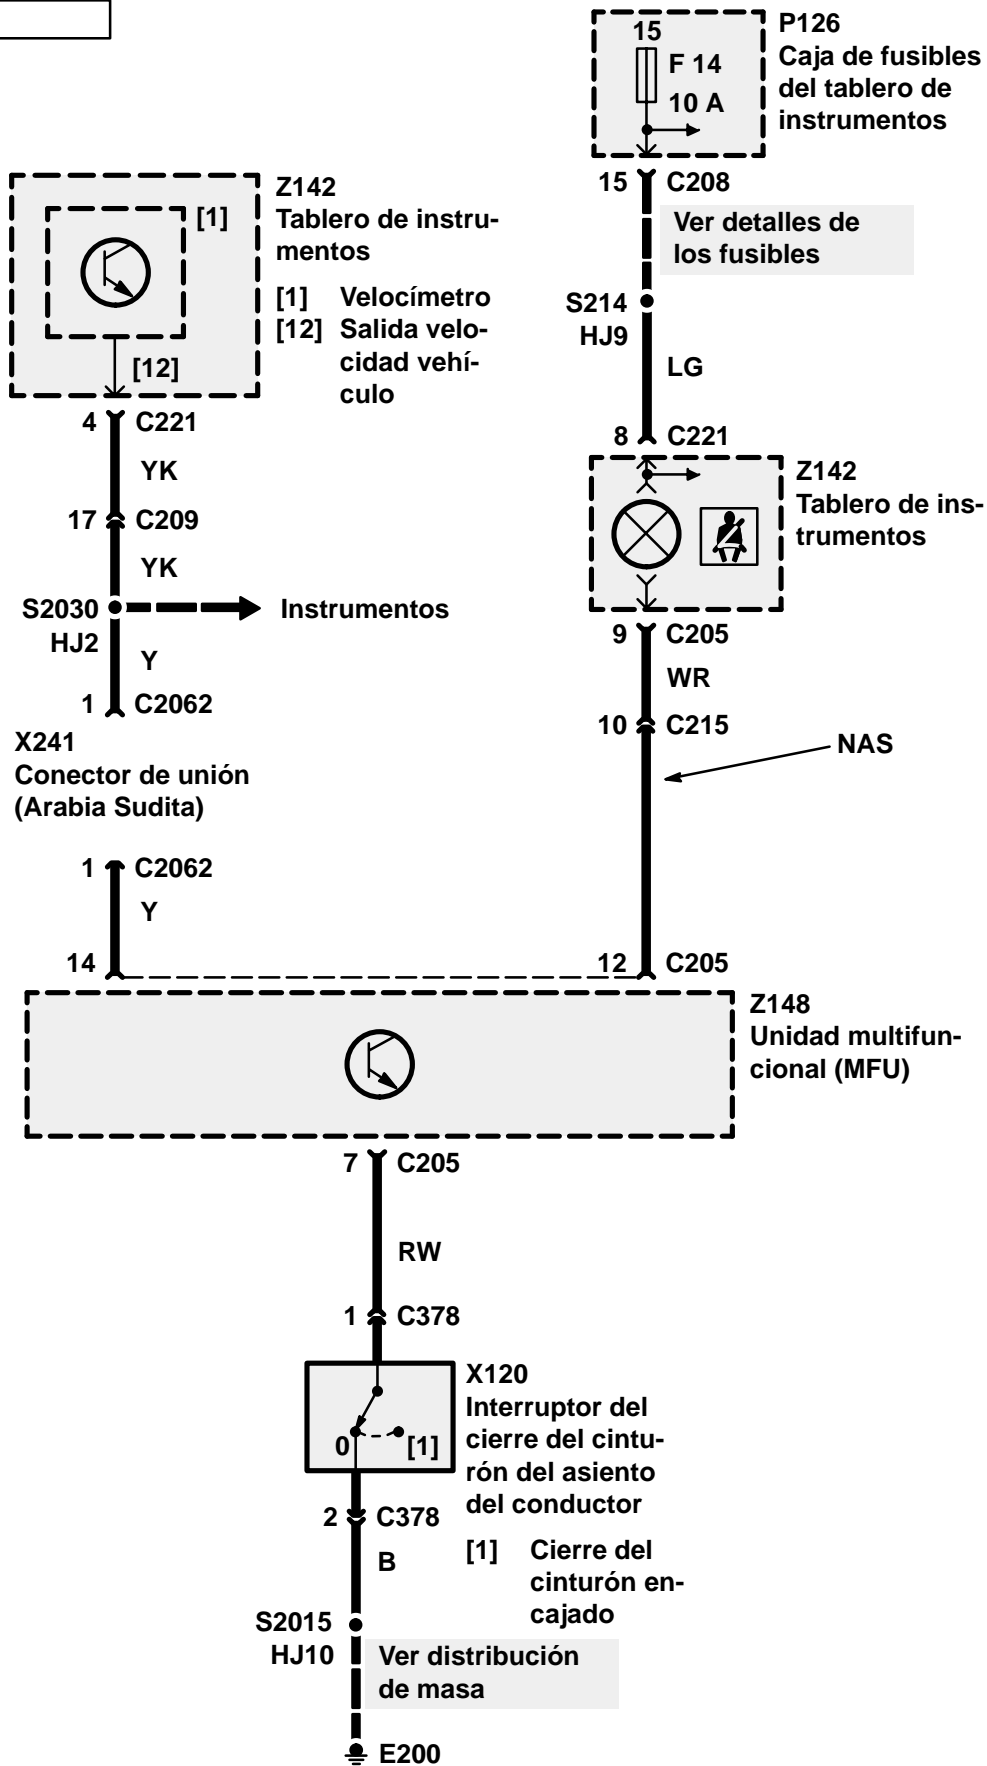 15
F 14
10 A
P126
Caja de fusibles
del tablero de
instrumentos
15 C208
Ver detalles de
los fusibles
S214
HJ9
LG
8 C221
Z142
Tablero de ins-
trumentos
9 C205
WR
10 C215
NAS
[1]
[12]
Z142
Tablero de instru-
mentos
[1] Velocímetro
[12] Salida velo-
cidad vehí-
culo
4 C221
YK
17 C209
YK
S2030
HJ2
Instrumentos
Y
1 C2062
X241
Conector de unión
(Arabia Sudita)
1 C2062
Y
14
12 C205
Z148
Unidad multifun-
cional (MFU)
7 C205
RW
1 C378
0 [1]
X120
Interruptor del
cierre del cintu-
rón del asiento
del conductor
[1] Cierre del
cinturón en-
cajado
2 C378
B
S2015
HJ10
Ver distribución
de masa
E200